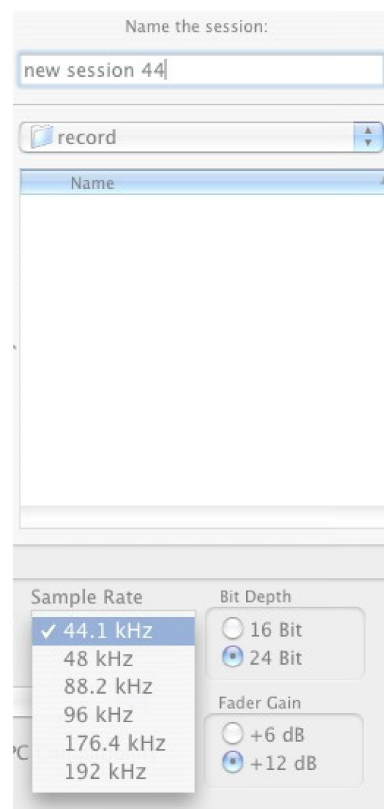 Name the session:
new session 44
record
Name
Sample Rate
✓ 44.1 kHz
48 kHz
88.2 kHz
96 kHz
176.4 kHz
192 kHz
Bit Depth
16 Bit
24 Bit
Fader Gain
+6 dB
+12 dB